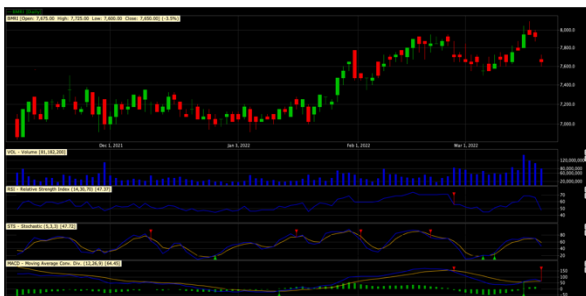 BMRI [Daily]
BMRI [Open: 7,675.00 High: 7,725.00 Low: 7,600.00 Close: 7,650.00] (-3.5%)
8,000.0
7,800.0
7,600.0
7,400.0
7,200.0
7,000.0
Dec 1, 2021
Jan 3, 2022
Feb 1, 2022
Mar 1, 2022
VOL - Volume [81,182,200]
120,000,000
80,000,000
20,000,000
RSI - Relative Strength Index (14,30,70) [47.37]
60
50
40
STS - Stochastic (5,3,3) [47.72]
80
60
40
20
MACD - Moving Average Conv. Div. (12,26,9) [64.45]
150
100
50
0
-50